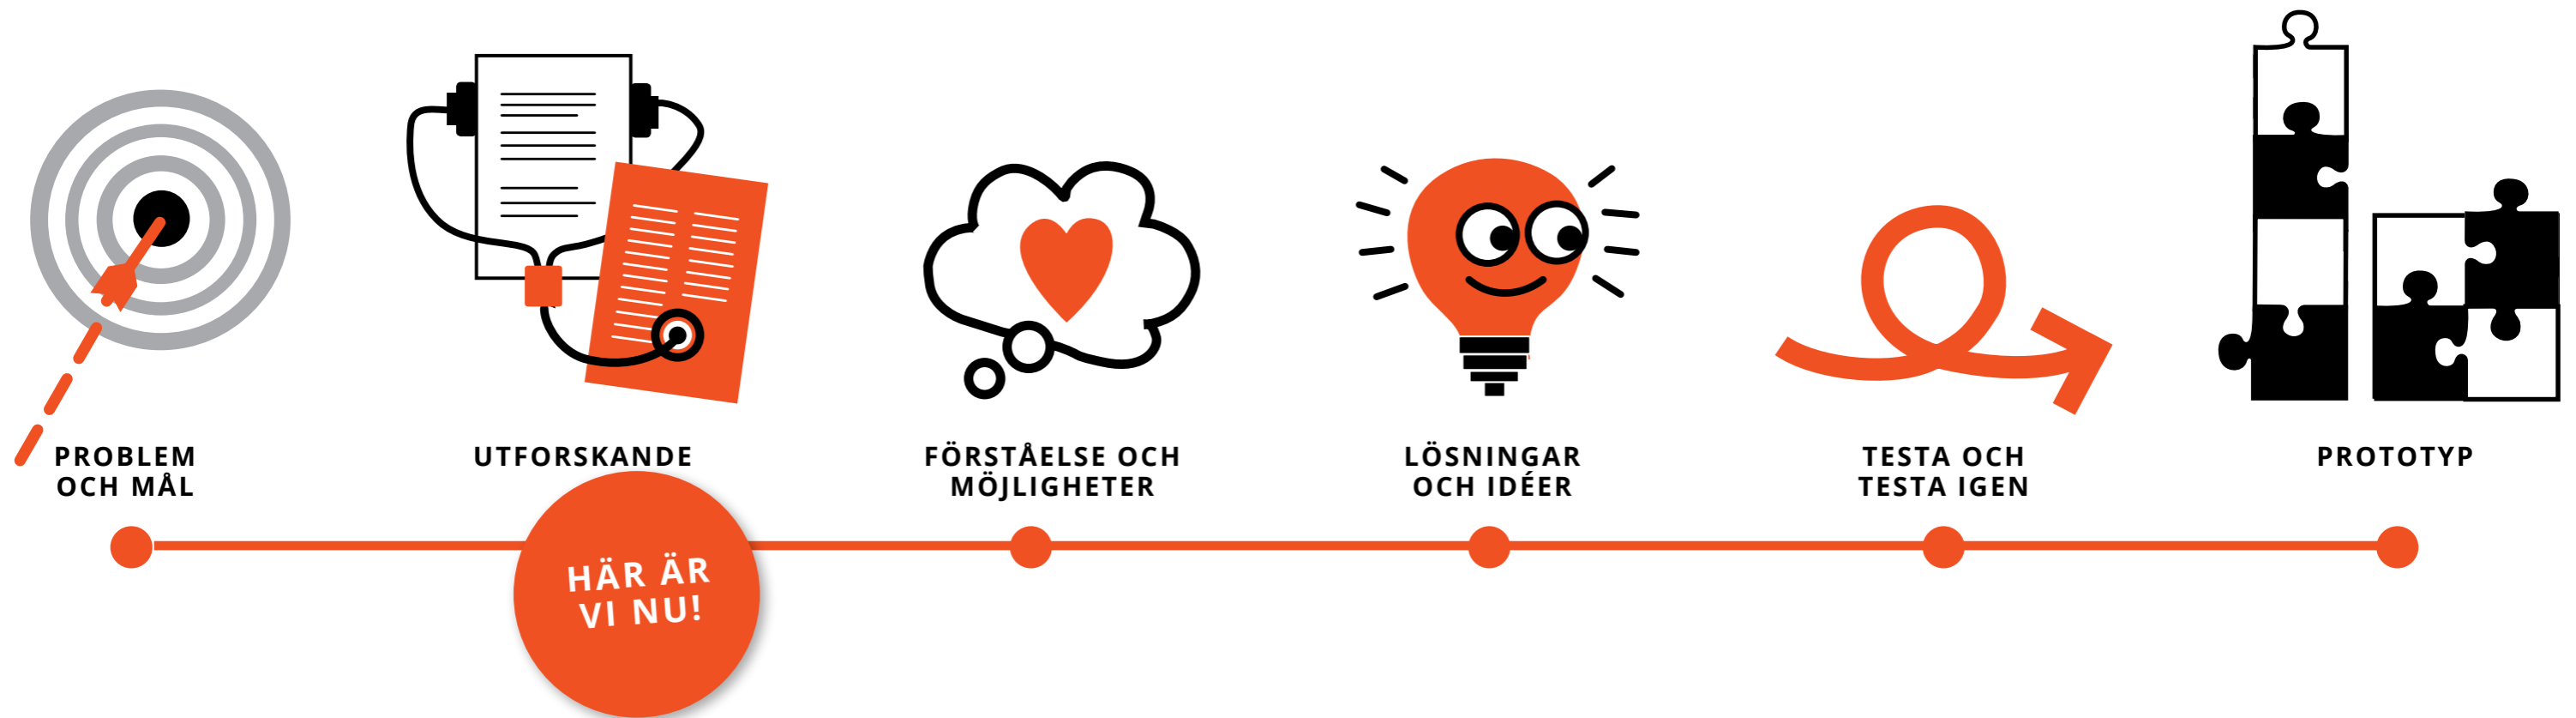 PROBLEM
OCH MÅL
UTFORSKANDE
FÖRSTÅELSE OCH
MÖJLIGHETER
LÖSNINGAR
OCH IDÉER
TESTA OCH
TESTA IGEN
PROTOTYP
HÄR ÄR
VI NU!